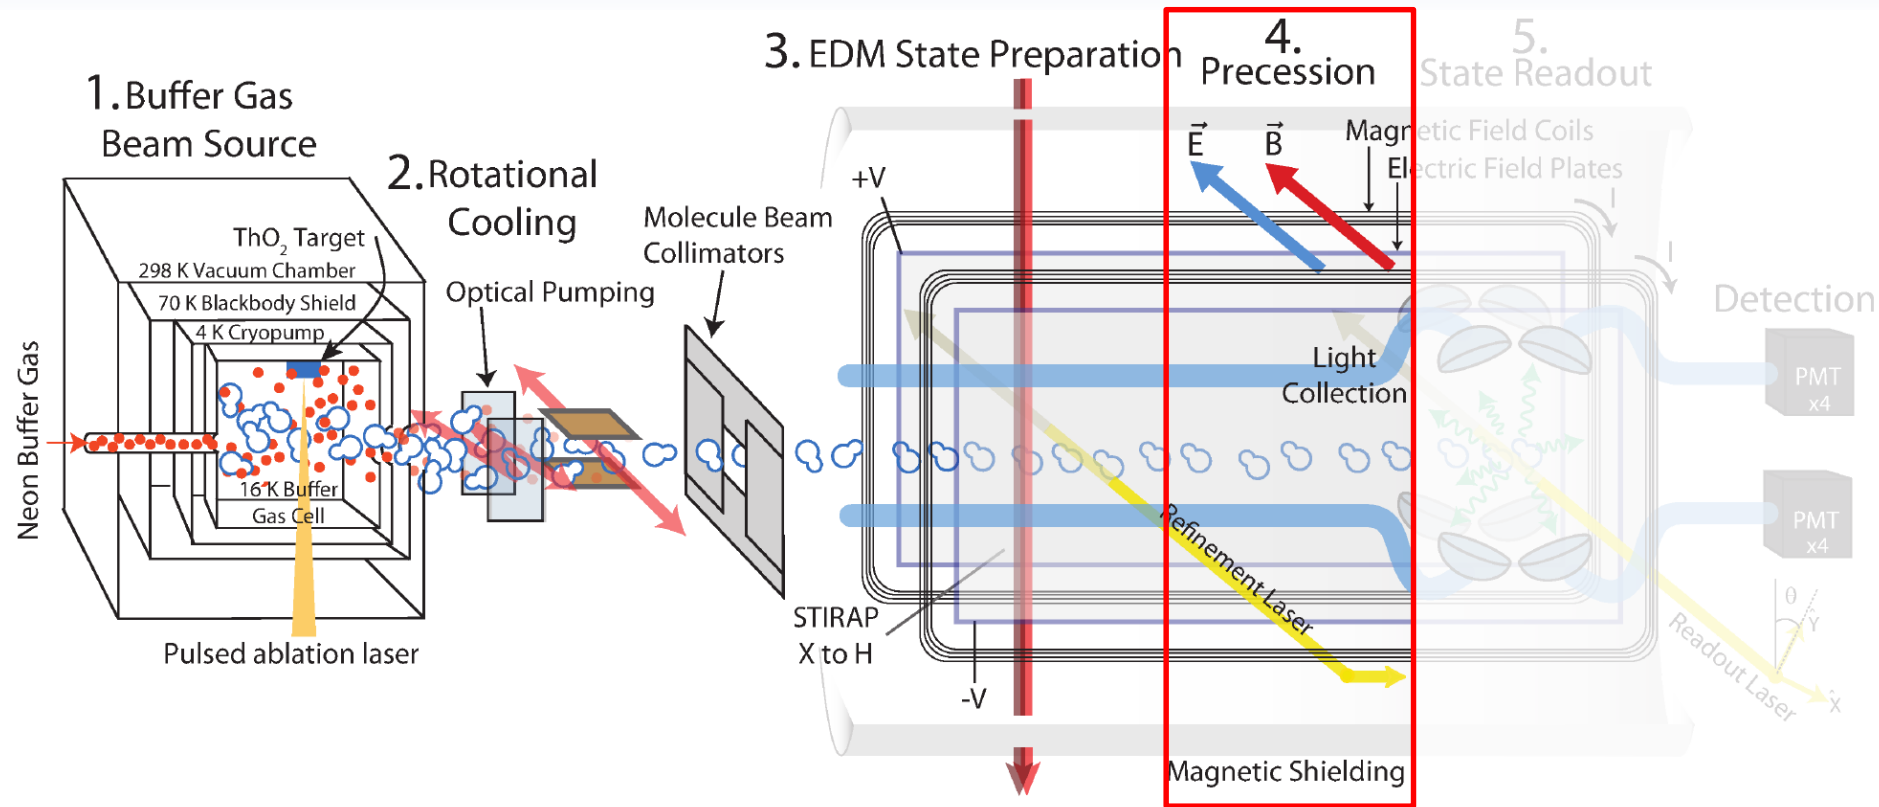 1. Buffer Gas
Beam Source
2. Rotational
Cooling
3. EDM State Preparation
4.
Precession
5.
State Readout
ThO2 Target
298 K Vacuum Chamber
70 K Blackbody Shield
4 K Cryopump
16 K Buffer
Gas Cell
Neon Buffer Gas
Pulsed ablation laser
Optical Pumping
Molecule Beam
Collimators
+V
E
B
Magnetic Field Coils
Electric Field Plates
I
I
Light
Collection
Refinement Laser
STIRAP
X to H
-V
Magnetic Shielding
Detection
PMT
x4
PMT
x4
Readout Laser
θ
Y
X